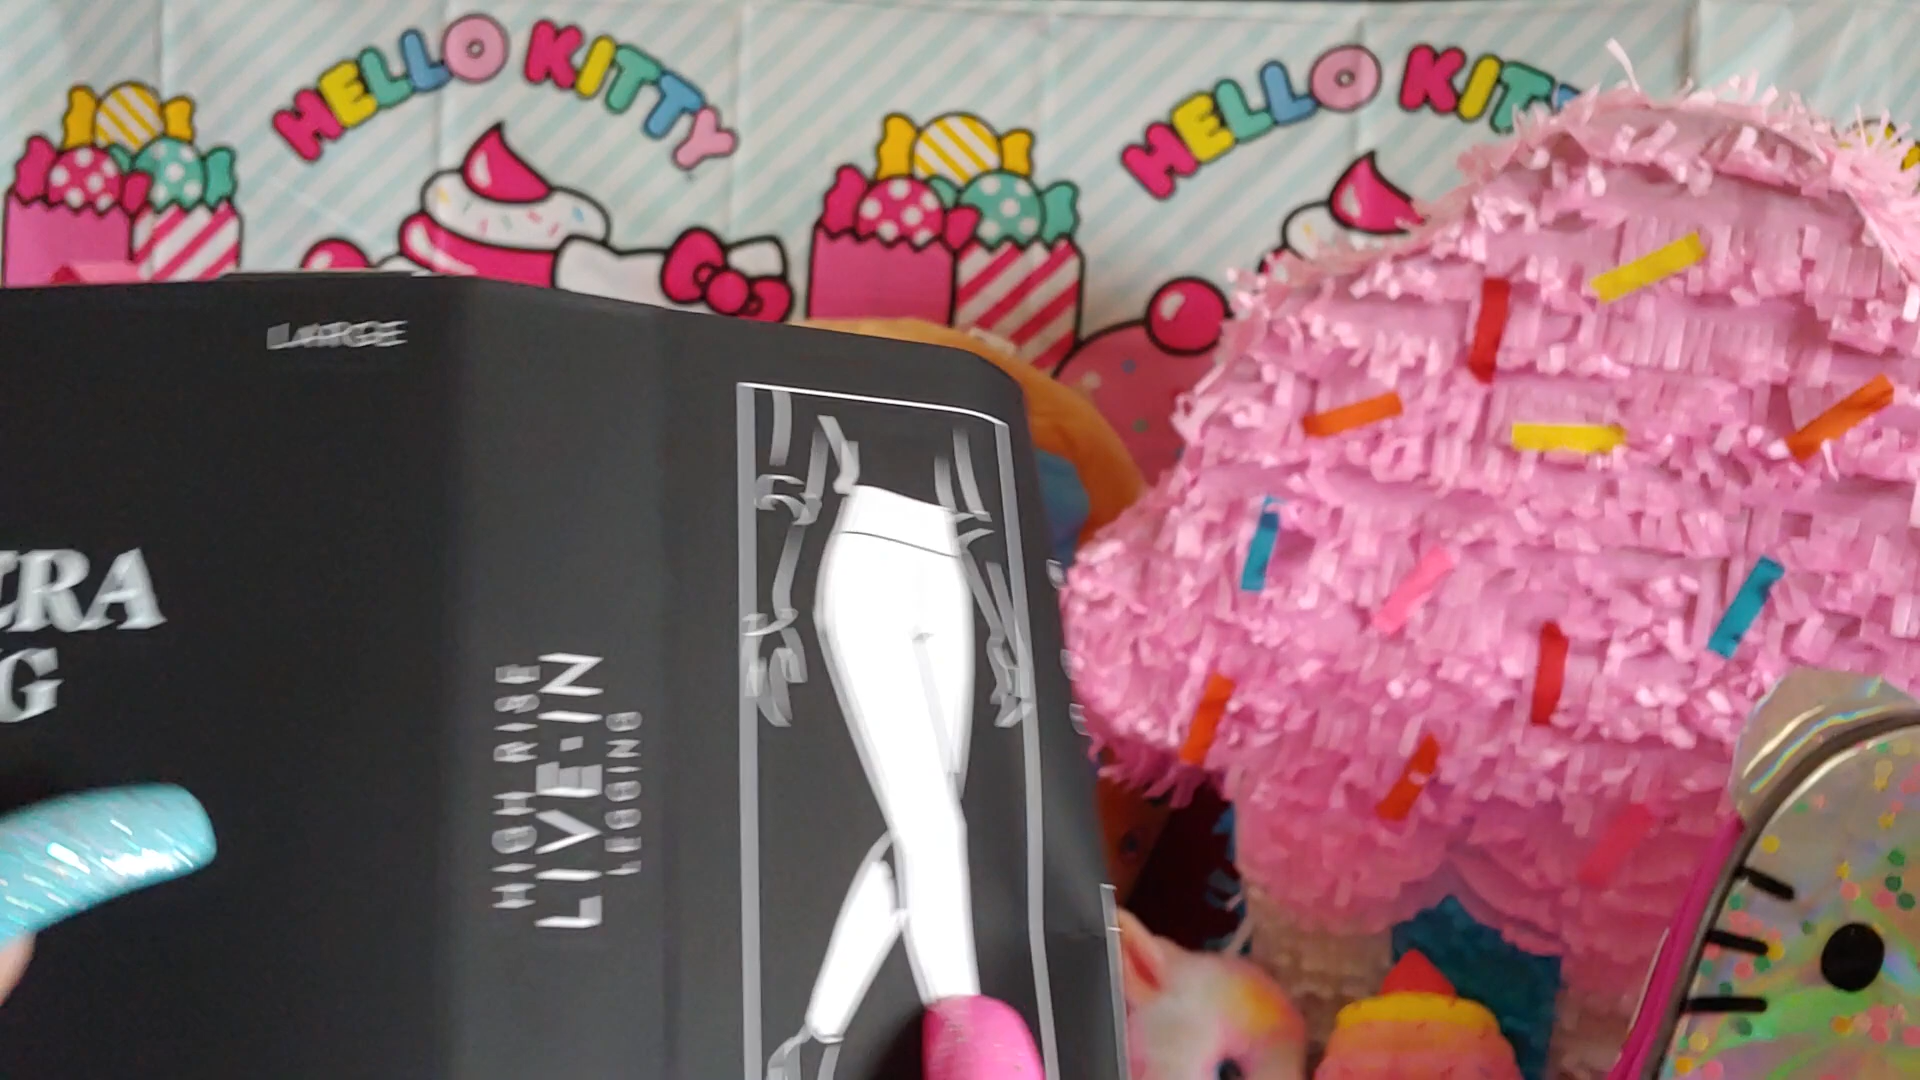 HELLO KITTY
HELLO KIT
LARGE
RA
G
HIGH RISE
LIVE-IN
LEGGING